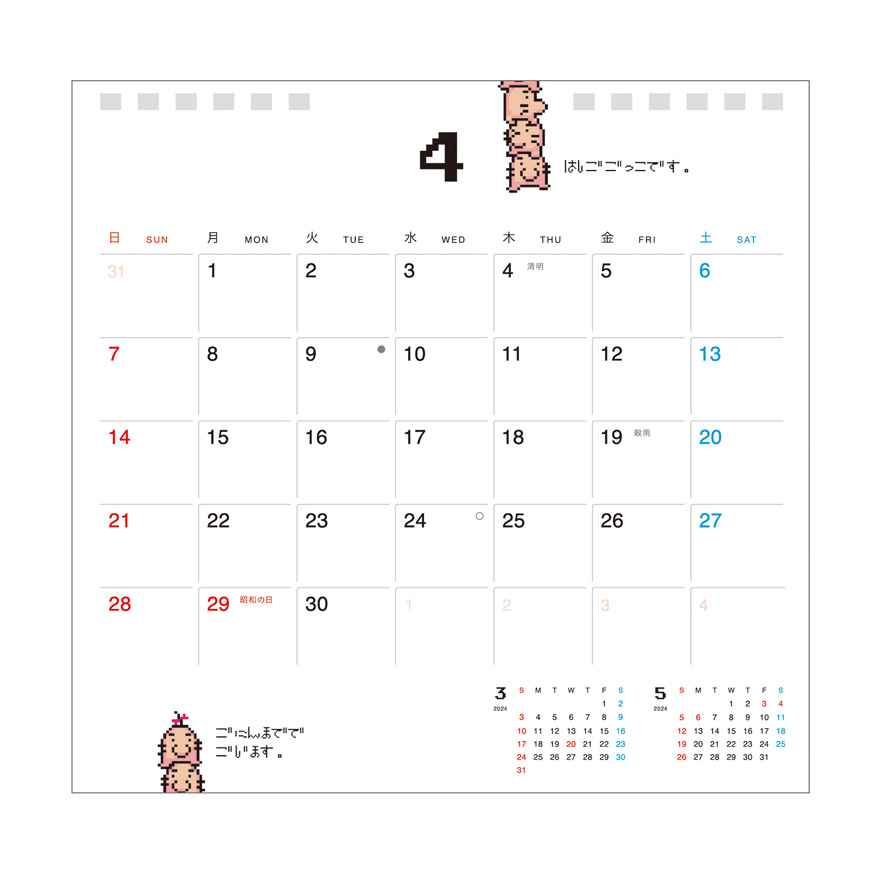 4
はしごごっこです。
日 SUN 月 MON 火 TUE 水 WED 木 THU 金 FRI 土 SAT
31 1 2 3 4 清明 5 6
7 8 9 10 11 12 13
14 15 16 17 18 19 穀雨 20
21 22 23 24 25 26 27
28 29 昭和の日 30 1 2 3 4
ごにんまでで
ごじます。
3 2024
S M T W T F S
1 2
3 4 5 6 7 8 9
10 11 12 13 14 15 16
17 18 19 20 21 22 23
24 25 26 27 28 29 30
31
5 2024
S M T W T F S
1 2 3 4
5 6 7 8 9 10 11
12 13 14 15 16 17 18
19 20 21 22 23 24 25
26 27 28 29 30 31